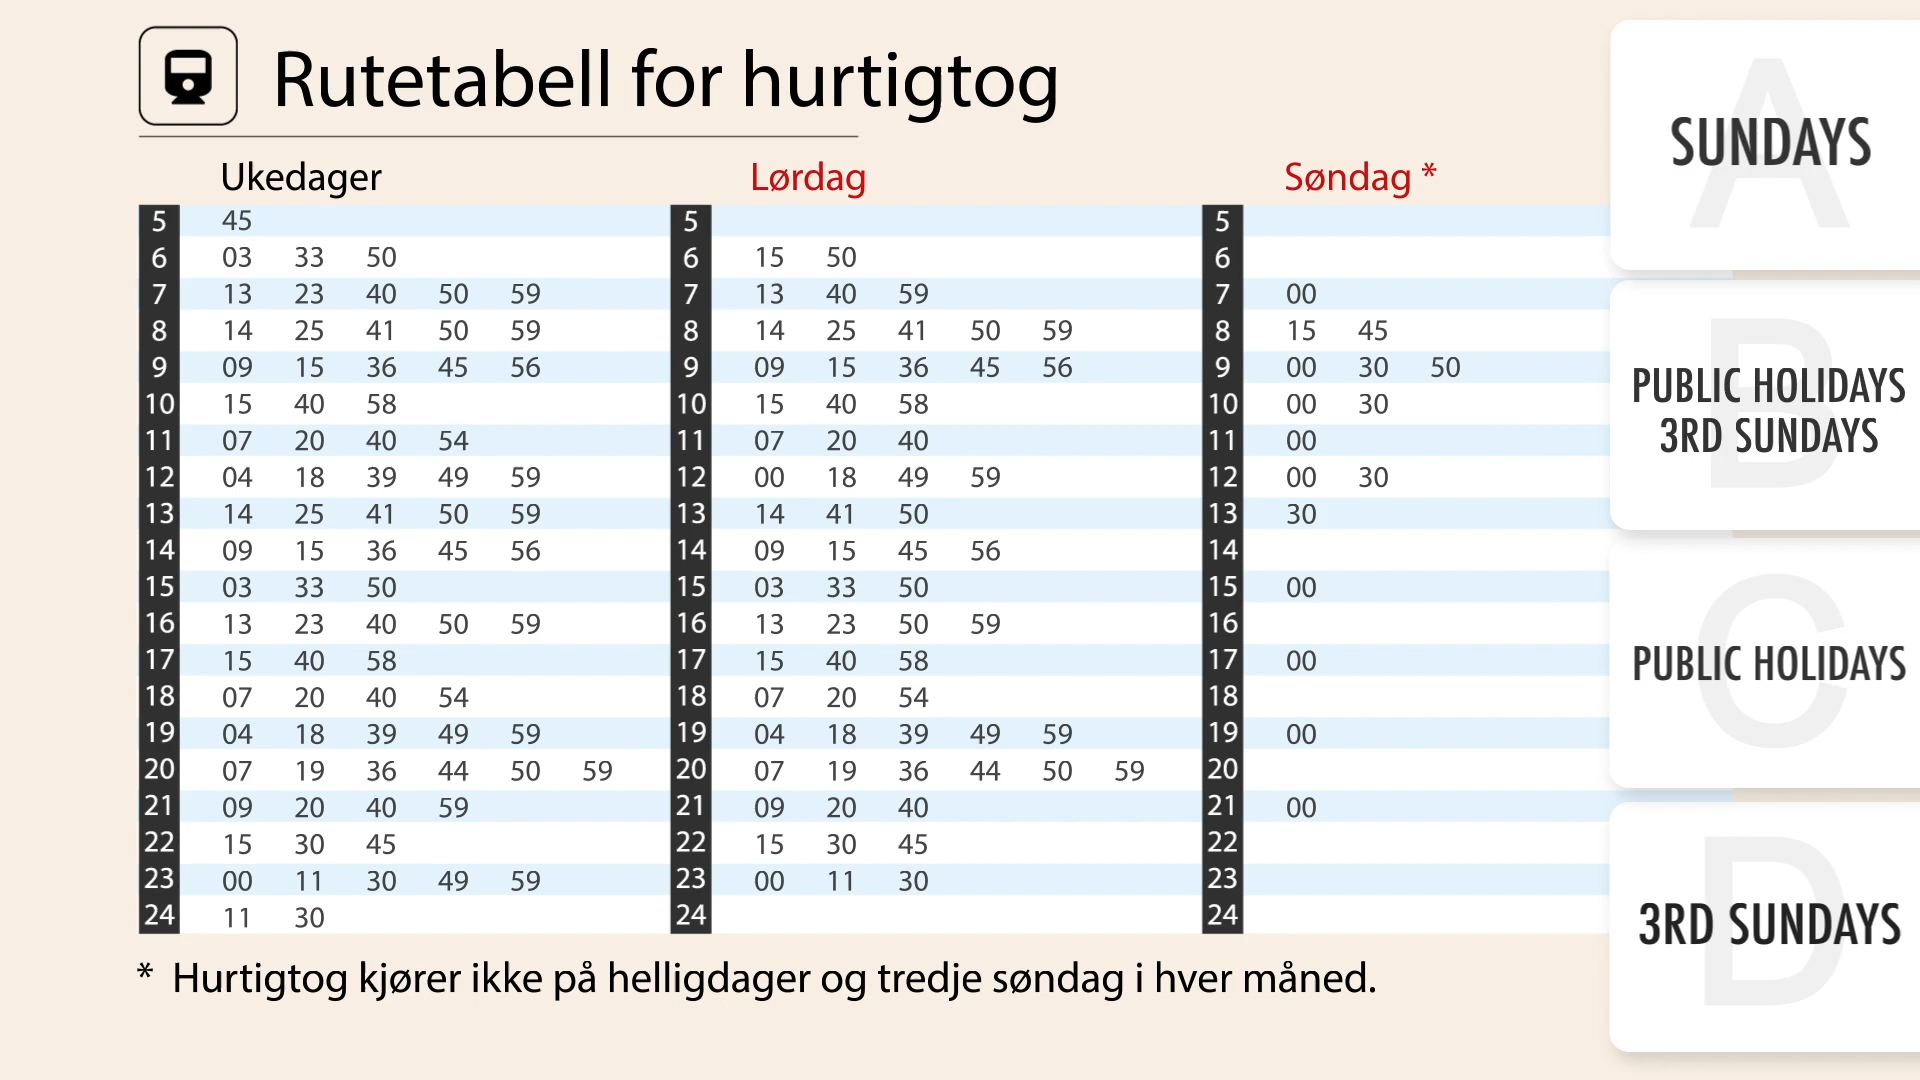 Rutetabell for hurtigtog
Ukedager
5 45
6 03 33 50
7 13 23 40 50 59
8 14 25 41 50 59
9 09 15 36 45 56
10 15 40 58
11 07 20 40 54
12 04 18 39 49 59
13 14 25 41 50 59
14 09 15 36 45 56
15 03 33 50
16 13 23 40 50 59
17 15 40 58
18 07 20 40 54
19 04 18 39 49 59
20 07 19 36 44 50 59
21 09 20 40 59
22 15 30 45
23 00 11 30 49 59
24 11 30
Lørdag
5
6 15 50
7 13 40 59
8 14 25 41 50 59
9 09 15 36 45 56
10 15 40 58
11 07 20 40
12 00 18 49 59
13 14 41 50
14 09 15 45 56
15 03 33 50
16 13 23 50 59
17 15 40 58
18 07 20 54
19 04 18 39 49 59
20 07 19 36 44 50 59
21 09 20 40
22 15 30 45
23 00 11 30
24
Søndag *
5
6
7 00
8 15 45
9 00 30 50
10 00 30
11 00
12 00 30
13 30
14
15 00
16
17 00
18
19 00
20
21 00
22
23
24
* Hurtigtog kjører ikke på helligdager og tredje søndag i hver måned.
A
SUNDAYS
B
PUBLIC HOLIDAYS
3RD SUNDAYS
C
PUBLIC HOLIDAYS
D
3RD SUNDAYS